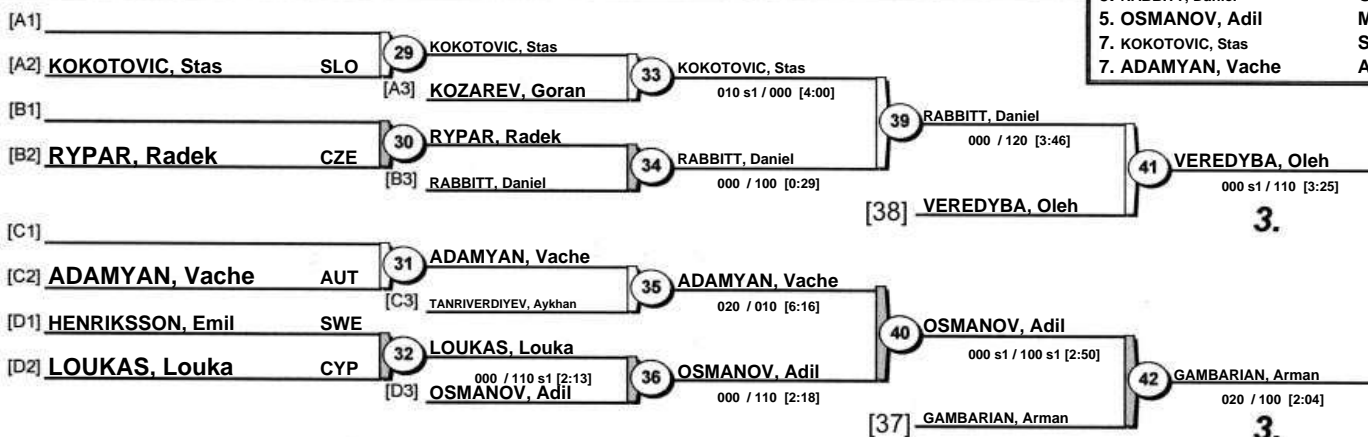 5. OSMANOV, Adil
7. KOKOTOVIC, Stas
7. ADAMYAN, Vache
[A1]
[A2] KOKOTOVIC, Stas SLO
29 KOKOTOVIC, Stas
[A3] KOZAREV, Goran
33 KOKOTOVIC, Stas
010 s1 / 000 [4:00]
[B1]
[B2] RYPAR, Radek CZE
30 RYPAR, Radek
[B3] RABBITT, Daniel
34 RABBITT, Daniel
000 / 100 [0:29]
39 RABBITT, Daniel
000 / 120 [3:46]
[38] VEREDYBA, Oleh
41 VEREDYBA, Oleh
000 s1 / 110 [3:25]
3.
[C1]
[C2] ADAMYAN, Vache AUT
31 ADAMYAN, Vache
[C3] TANRIVERDIYEV, Aykhan
35 ADAMYAN, Vache
020 / 010 [6:16]
[D1] HENRIKSSON, Emil SWE
[D2] LOUKAS, Louka CYP
32 LOUKAS, Louka
000 / 110 s1 [2:13]
[D3] OSMANOV, Adil
36 OSMANOV, Adil
000 / 110 [2:18]
40 OSMANOV, Adil
000 s1 / 100 s1 [2:50]
[37] GAMBARIAN, Arman
42 GAMBARIAN, Arman
020 / 100 [2:04]
3.